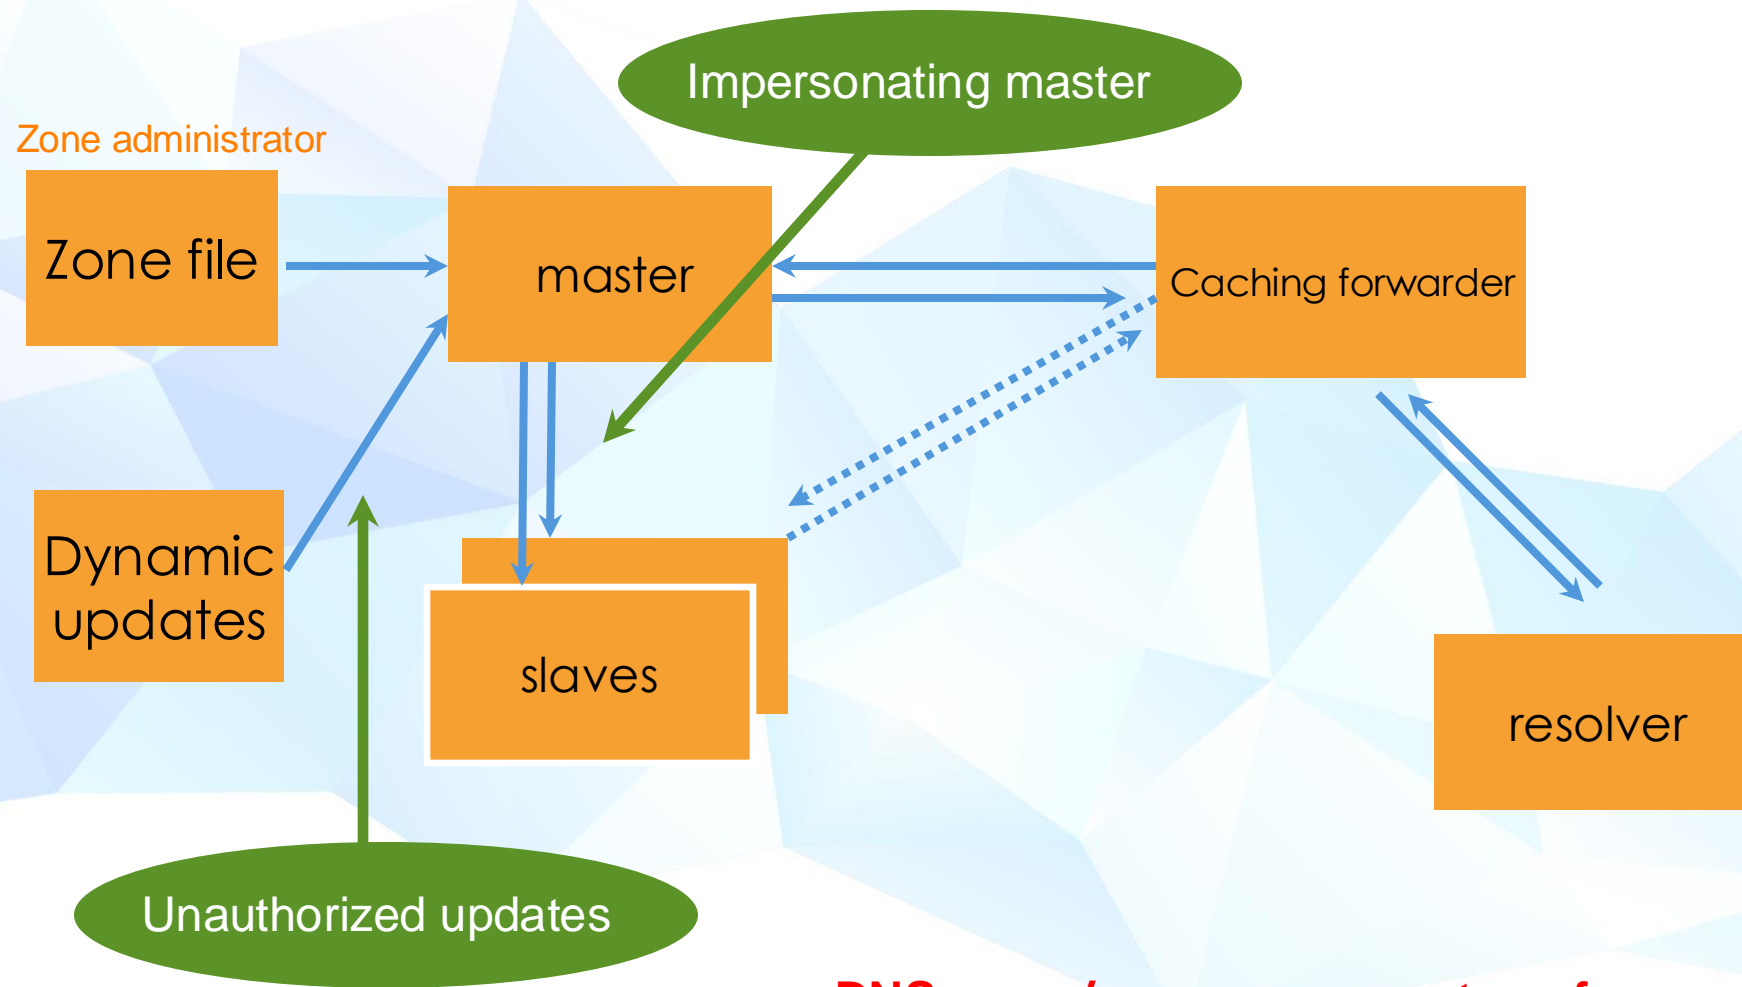 Impersonating master
Zone administrator
Zone file
master
Caching forwarder
Dynamic
updates
slaves
resolver
Unauthorized updates